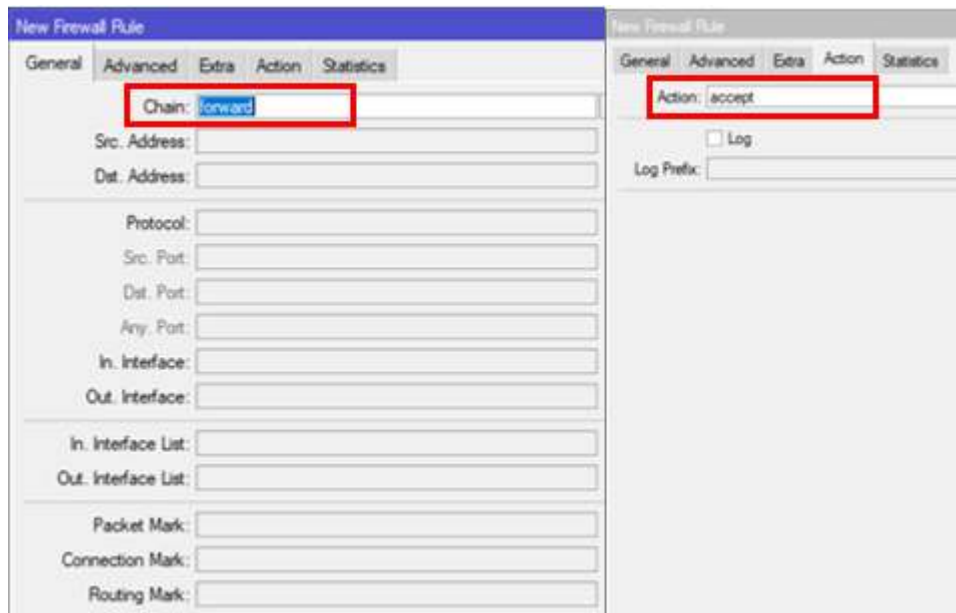 New Firewall Rule
General Advanced Extra Action Statistics
Chain: forward
Src. Address:
Dst. Address:
Protocol:
Src. Port:
Dst. Port:
Any. Port:
In. Interface:
Out. Interface:
In. Interface List:
Out. Interface List:
Packet Mark:
Connection Mark:
Routing Mark:
New Firewall Rule
General Advanced Extra Action Statistics
Action: accept
Log
Log Prefix: